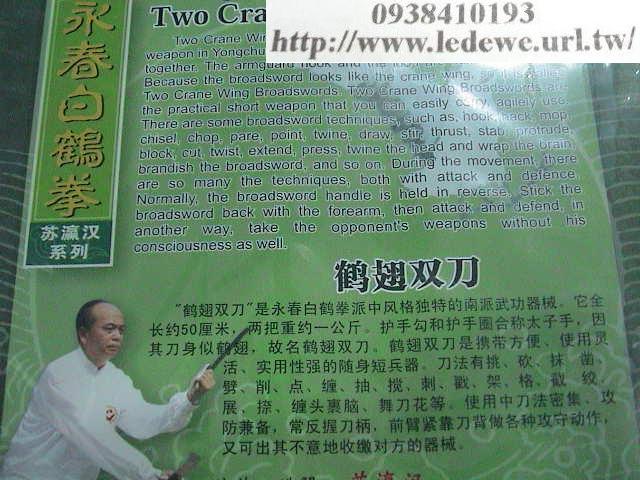 永春白鶴拳
苏瀛汉
系列
0938410193
http://www.ledewe.url.tw/
Two Cra
Two Crane Win
weapon in Yongchu
together. The armguard hook and the
Because the broadsword looks like the crane wing, so it is
Two Crane Wing Broadswords. Two Crane Wing Broadswords are
the practical short weapon that you can easily carry, agilely use.
There are some broadsword techniques, such as, hook, hack, mop,
chisel, chop, pare, point, twine, draw, stir, thrust, stab, protrude,
block, cut, twist, extend, press, twine the head and wrap the brain,
brandish the broadsword, and so on. During the movement, there
are so many the techniques, both with attack and defence.
Normally, the broadsword handle is held in reverse. Stick the
broadsword back with the forearm, then attack and defend, in
another way, take the opponent's weapons without his
consciousness as well.
鹤翅双刀
"鹤翅双刀"是永春白鹤拳派中风格独特的南派武功器械。它全
长约50厘米，两把重约一公斤。护手勾和护手圈合称太子手，因
其刀身似鹤翅，故名鹤翅双刀。鹤翅双刀是携带方便、使用灵
活、实用性强的随身短兵器。刀法有挑、砍、抹、凿、
劈、削、点、缠、抽、搅、刺、戳、架、格、截、绞、
展、捺、缠头裹脑、舞刀花等。使用中刀法密集、攻
防兼备，常反握刀柄，前臂紧靠刀背做各种攻守动作，
又可出其不意地收缴对方的器械。